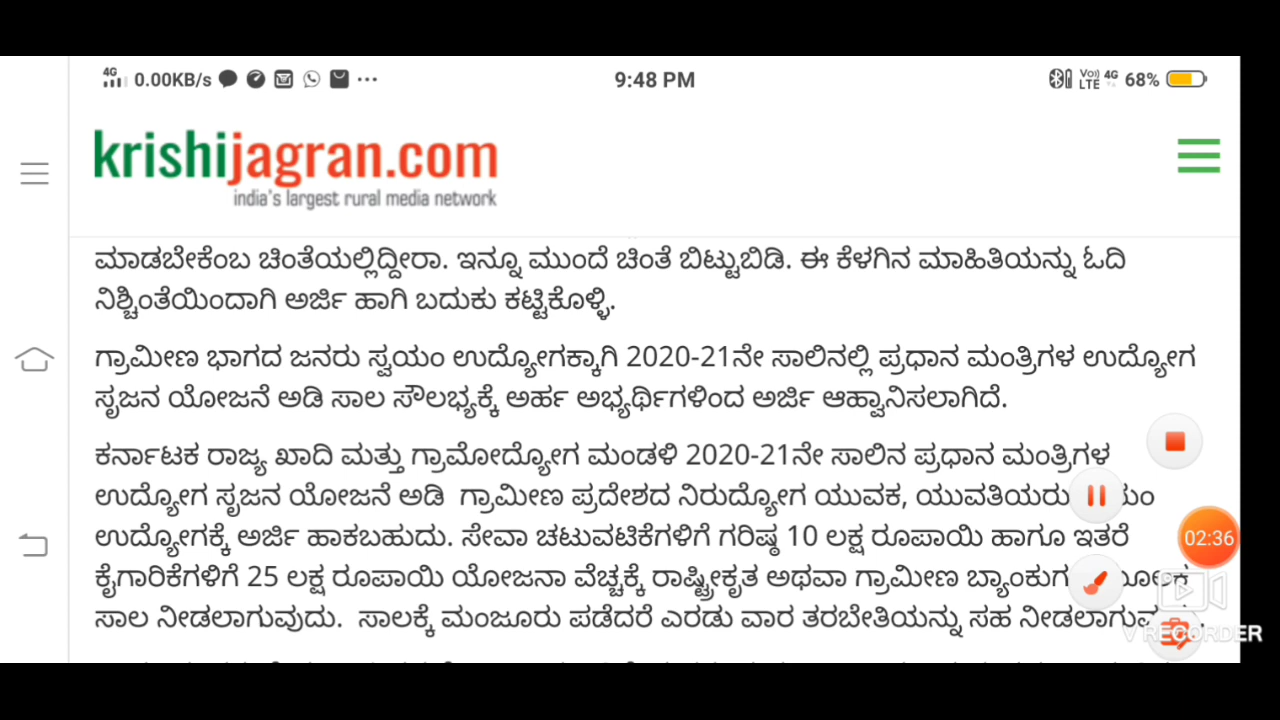 4G 0.00KB/s 9:48 PM Vo) LTE 4G 68%
krishijagran.com
india's largest rural media network
ಮಾಡಬೇಕೆಂಬ ಚಿಂತೆಯಲ್ಲಿದ್ದೀರಾ. ಇನ್ನೂ ಮುಂದೆ ಚಿಂತೆ ಬಿಟ್ಟುಬಿಡಿ. ಈ ಕೆಳಗಿನ ಮಾಹಿತಿಯನ್ನು ಓದಿ
ನಿಶ್ಚಿಂತೆಯಿಂದಾಗಿ ಅರ್ಜಿ ಹಾಗಿ ಬದುಕು ಕಟ್ಟಿಕೊಳ್ಳಿ.
ಗ್ರಾಮೀಣ ಭಾಗದ ಜನರು ಸ್ವಯಂ ಉದ್ಯೋಗಕ್ಕಾಗಿ 2020-21ನೇ ಸಾಲಿನಲ್ಲಿ ಪ್ರಧಾನ ಮಂತ್ರಿಗಳ ಉದ್ಯೋಗ
ಸೃಜನ ಯೋಜನೆ ಅಡಿ ಸಾಲ ಸೌಲಭ್ಯಕ್ಕೆ ಅರ್ಹ ಅಭ್ಯರ್ಥಿಗಳಿಂದ ಅರ್ಜಿ ಆಹ್ವಾನಿಸಲಾಗಿದೆ.
ಕರ್ನಾಟಕ ರಾಜ್ಯ ಖಾದಿ ಮತ್ತು ಗ್ರಾಮೋದ್ಯೋಗ ಮಂಡಳಿ 2020-21ನೇ ಸಾಲಿನ ಪ್ರಧಾನ ಮಂತ್ರಿಗಳ
ಉದ್ಯೋಗ ಸೃಜನ ಯೋಜನೆ ಅಡಿ ಗ್ರಾಮೀಣ ಪ್ರದೇಶದ ನಿರುದ್ಯೋಗ ಯುವಕ, ಯುವತಿಯರು
ಉದ್ಯೋಗಕ್ಕೆ ಅರ್ಜಿ ಹಾಕಬಹುದು. ಸೇವಾ ಚಟುವಟಿಕೆಗಳಿಗೆ ಗರಿಷ್ಠ 10 ಲಕ್ಷ ರೂಪಾಯಿ ಹಾಗೂ ಇತರೆ
02:36
ಕೈಗಾರಿಕೆಗಳಿಗೆ 25 ಲಕ್ಷ ರೂಪಾಯಿ ಯೋಜನಾ ವೆಚ್ಚಕ್ಕೆ ರಾಷ್ಟ್ರೀಕೃತ ಅಥವಾ ಗ್ರಾಮೀಣ
ಸಾಲ ನೀಡಲಾಗುವುದು. ಸಾಲಕ್ಕೆ ಮಂಜೂರು ಪಡೆದರೆ ಎರಡು ವಾರ ತರಬೇತಿಯನ್ನು ಸಹ
V RECORDER